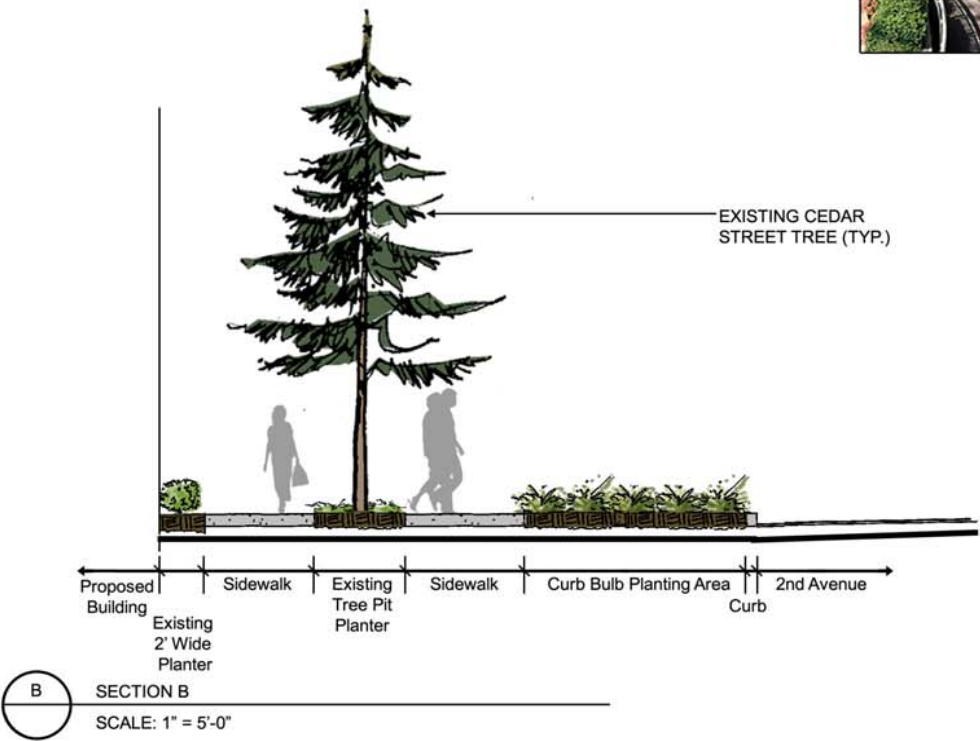 EXISTING CEDAR
STREET TREE (TYP.)
Proposed
Building
Existing
2' Wide
Planter
Sidewalk
Existing
Tree Pit
Planter
Sidewalk
Curb Bulb Planting Area
Curb
2nd Avenue
B
SECTION B
SCALE: 1" = 5'-0"